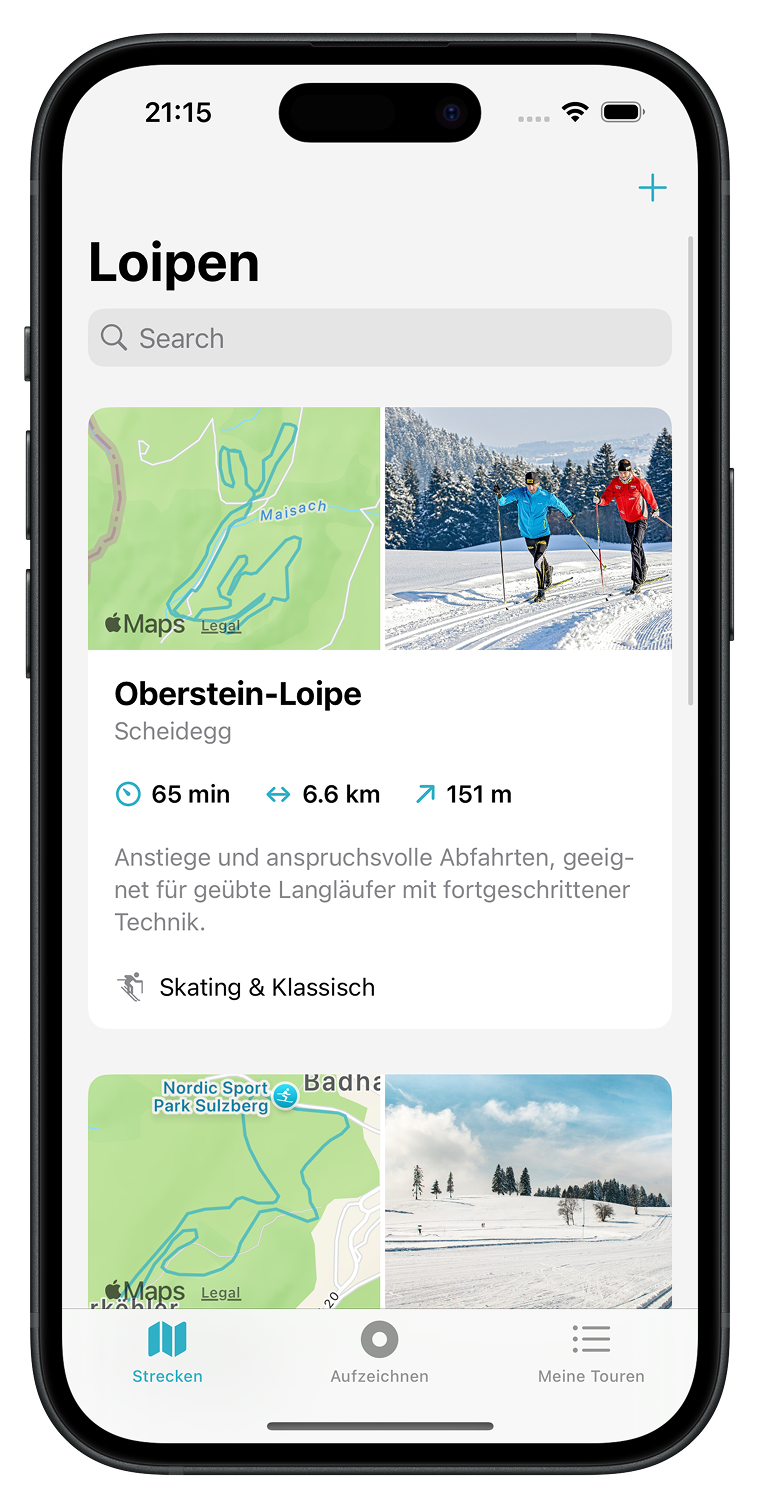 21:15
Loipen
Search
Maisach
Maps Legal
Oberstein-Loipe
Scheidegg
65 min 6.6 km 151 m
Anstiege und anspruchsvolle Abfahrten, geeig-
net für geübte Langläufer mit fortgeschrittener
Technik.
Skating & Klassisch
Nordic Sport
Park Sulzberg
Badha
Maps Legal
rköhler
20
Strecken Aufzeichnen Meine Touren